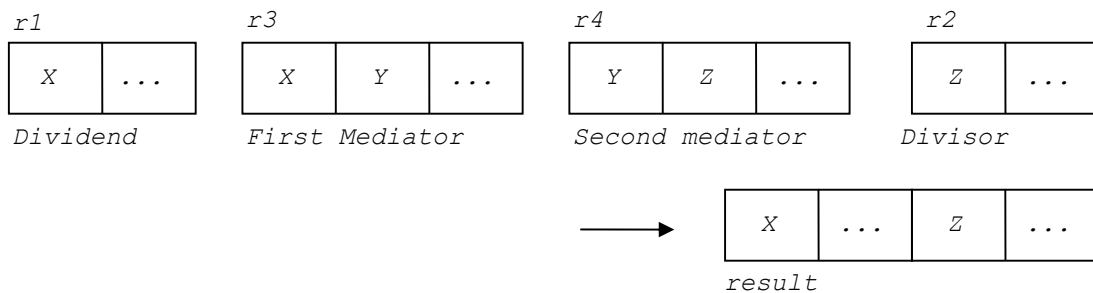 r1 r3 r4 r2
X ... X Y ... Y Z ... Z ...
Dividend First Mediator Second mediator Divisor
X ... Z ...
result